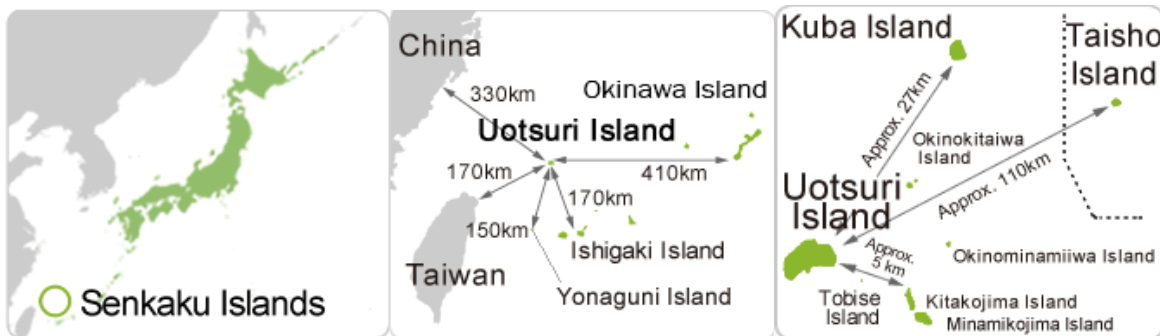 Senkaku Islands
China
330km
Okinawa Island
Uotsuri Island
170km
410km
170km
150km
Ishigaki Island
Taiwan
Yonaguni Island
Kuba Island
Taisho
Island
Approx. 27km
Okinokitaiwa
Island
Approx. 110km
Uotsuri
Island
Approx.
5 km
Okinominamiiwa Island
Tobise
Island
Kitakojima Island
Minamikojima Island